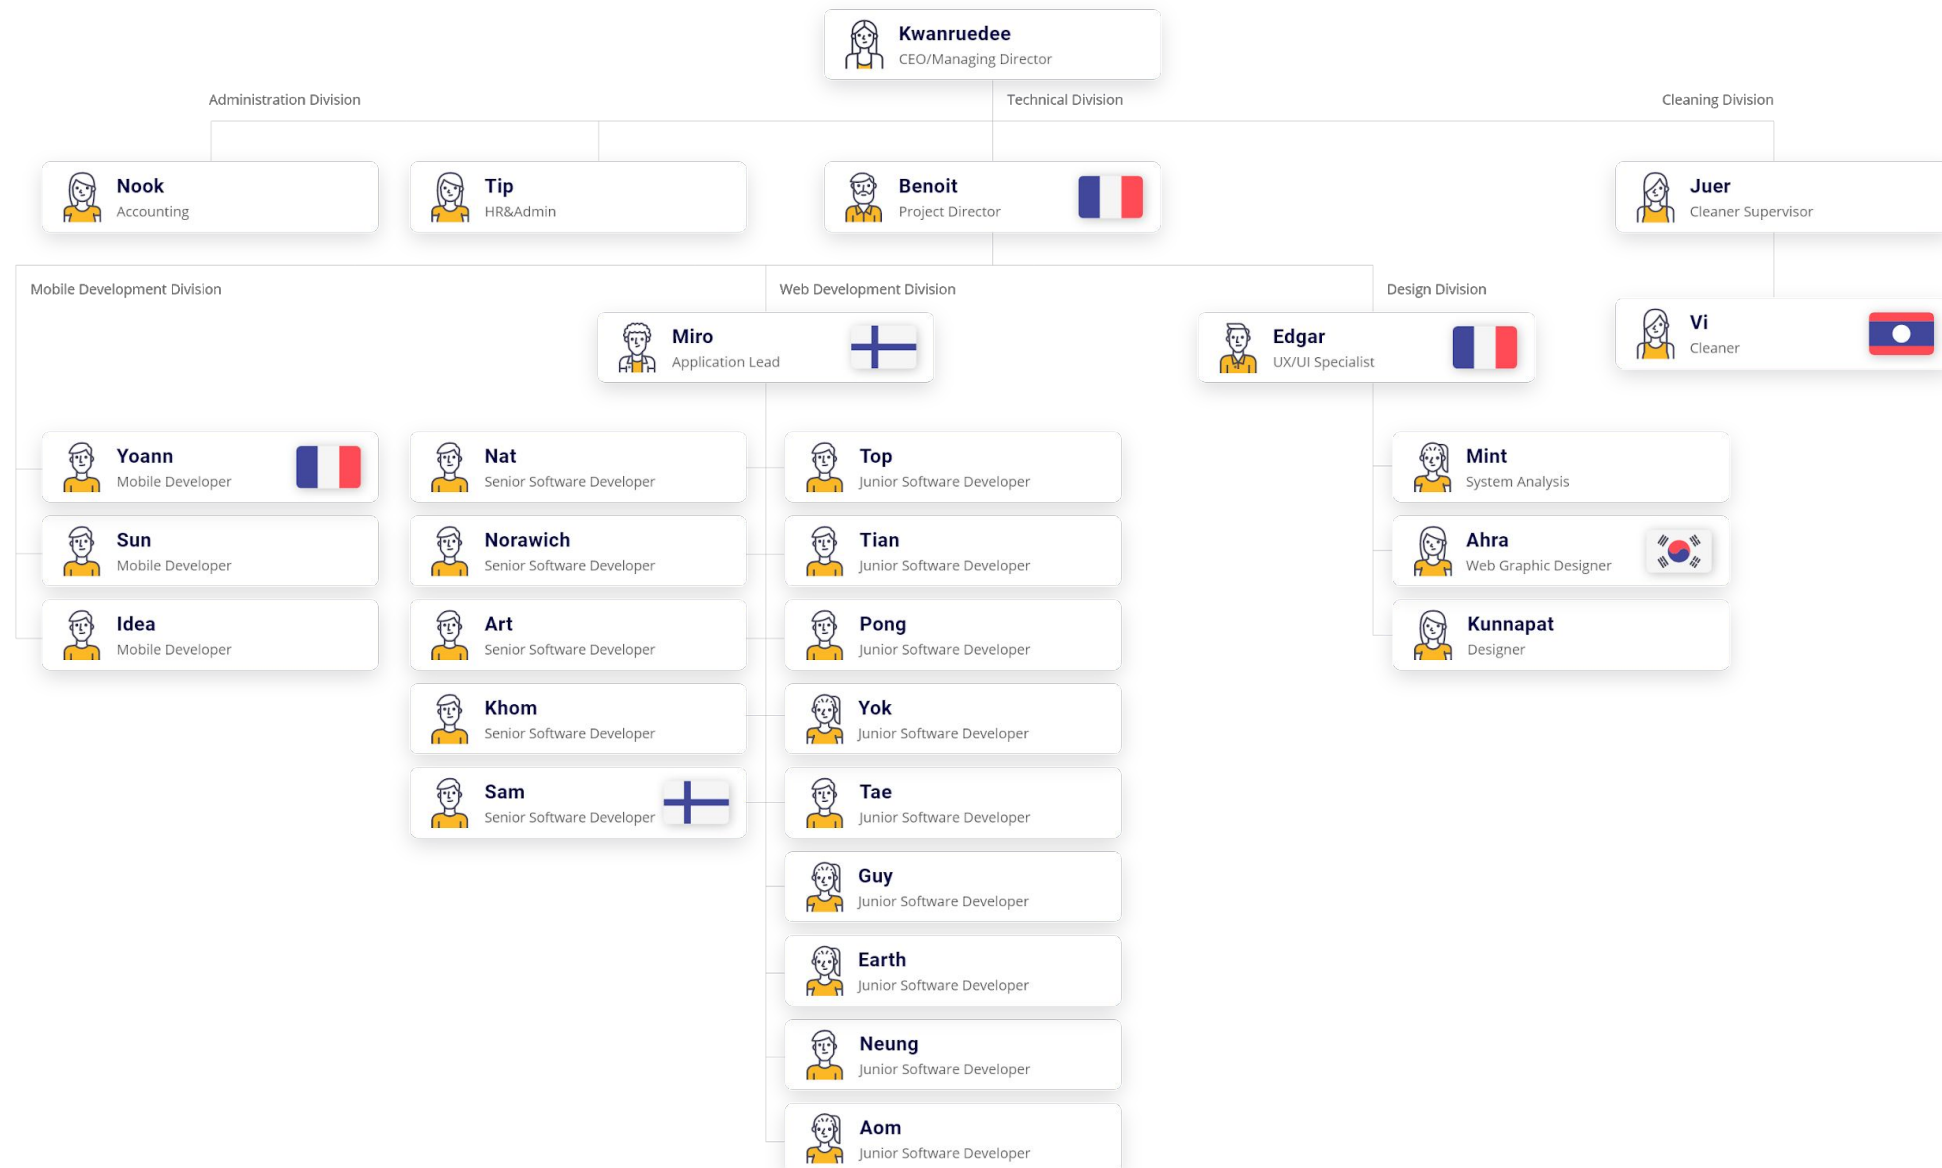 Kwanruedee
CEO/Managing Director
Administration Division
Technical Division
Cleaning Division
Nook
Accounting
Tip
HR&Admin
Benoit
Project Director
Juer
Cleaner Supervisor
Mobile Development Division
Web Development Division
Design Division
Miro
Application Lead
Edgar
UX/UI Specialist
Vi
Cleaner
Yoann
Mobile Developer
Nat
Senior Software Developer
Top
Junior Software Developer
Mint
System Analysis
Sun
Mobile Developer
Norawich
Senior Software Developer
Tian
Junior Software Developer
Ahra
Web Graphic Designer
Idea
Mobile Developer
Art
Senior Software Developer
Pong
Junior Software Developer
Kunnapat
Designer
Khom
Senior Software Developer
Yok
Junior Software Developer
Sam
Senior Software Developer
Tae
Junior Software Developer
Guy
Junior Software Developer
Earth
Junior Software Developer
Neung
Junior Software Developer
Aom
Junior Software Developer